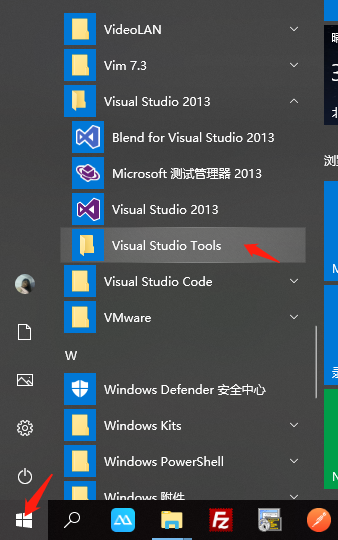 VideoLAN
Vim 7.3
Visual Studio 2013
Blend for Visual Studio 2013
Microsoft 测试管理器 2013
Visual Studio 2013
Visual Studio Tools
Visual Studio Code
VMware
W
Windows Defender 安全中心
Windows Kits
Windows PowerShell
Windows 附件
Fz